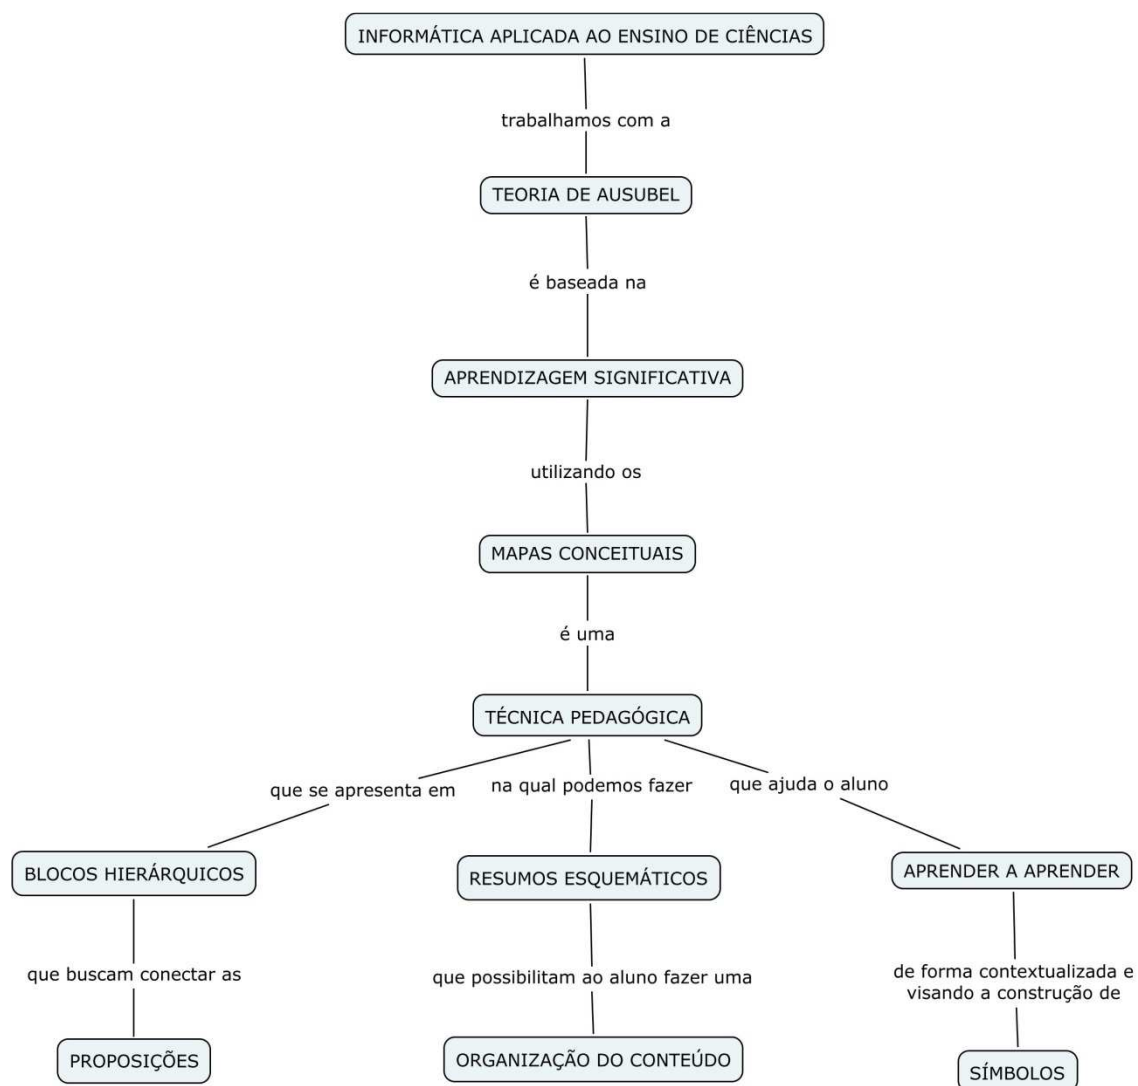 INFORMÁTICA APLICADA AO ENSINO DE CIÊNCIAS
trabalhamos com a
TEORIA DE AUSUBEL
é baseada na
APRENDIZAGEM SIGNIFICATIVA
utilizando os
MAPAS CONCEITUAIS
é uma
TÉCNICA PEDAGÓGICA
que se apresenta em
na qual podemos fazer
que ajuda o aluno
BLOCOS HIERÁRQUICOS
RESUMOS ESQUEMÁTICOS
APRENDER A APRENDER
que buscam conectar as
que possibilitam ao aluno fazer uma
de forma contextualizada e
visando a construção de
PROPOSIÇÕES
ORGANIZAÇÃO DO CONTEÚDO
SÍMBOLOS